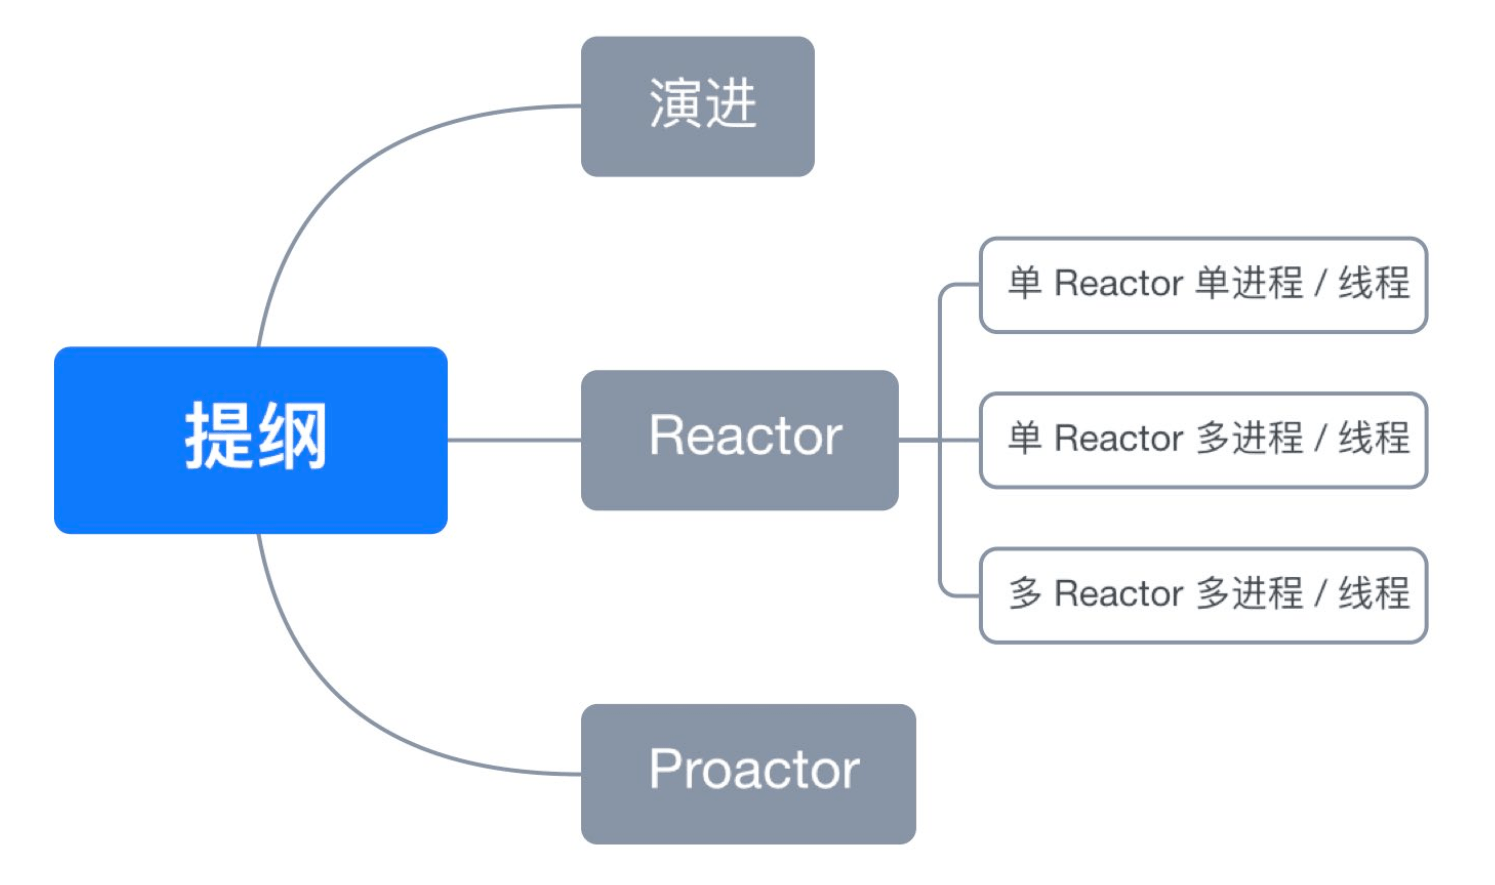 演进
提纲
Reactor
单 Reactor 单进程 / 线程
单 Reactor 多进程 / 线程
多 Reactor 多进程 / 线程
Proactor